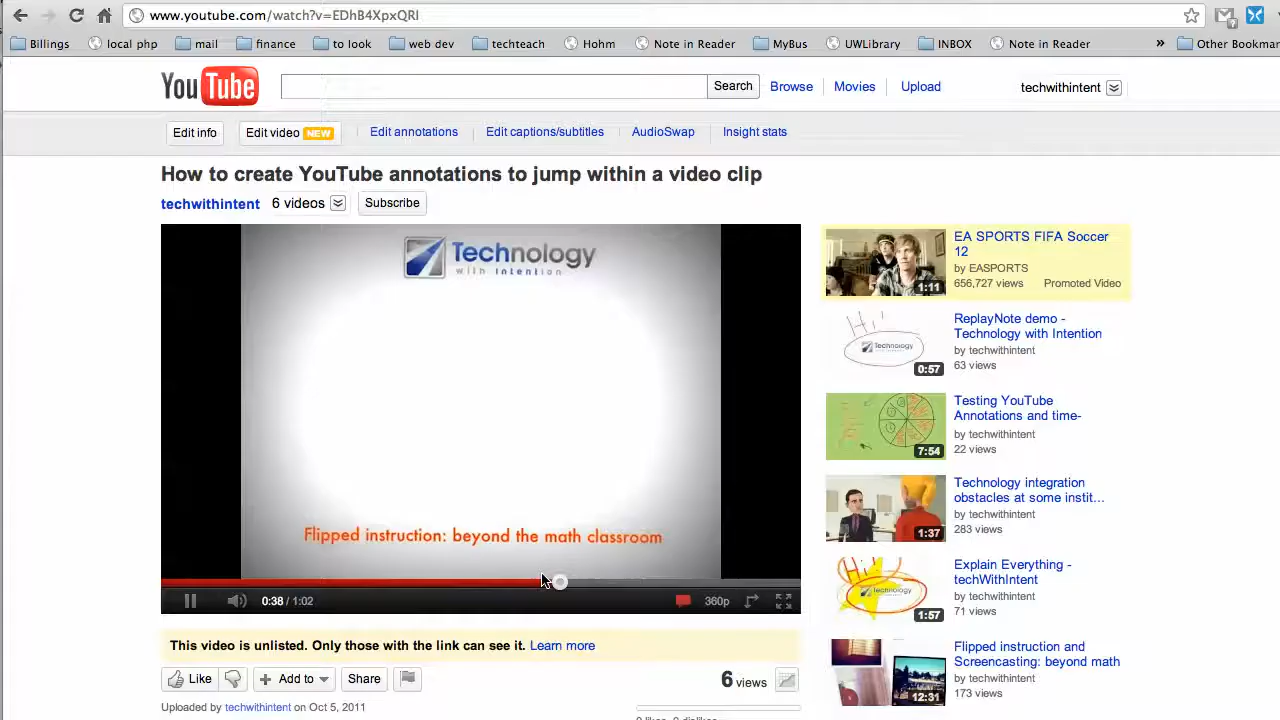 www.youtube.com/watch?v=EDhB4XpxQRI
Billings local php mail finance to look web dev techteach Hohm Note in Reader MyBus UWLibrary INBOX Note in Reader » Other Bookmar
YouTube Search Browse Movies Upload techwithintent
Edit info Edit video NEW Edit annotations Edit captions/subtitles AudioSwap Insight stats
How to create YouTube annotations to jump within a video clip
techwithintent 6 videos Subscribe
Technology
with intention
Flipped instruction: beyond the math classroom
0:38 / 1:02 360p
This video is unlisted. Only those with the link can see it. Learn more
Like Add to Share 6 views
Uploaded by techwithintent on Oct 5, 2011
EA SPORTS FIFA Soccer
12
by EASPORTS
656,727 views Promoted Video
1:11
ReplayNote demo -
Technology with Intention
by techwithintent
63 views
Hi!
Technology
0:57
Testing YouTube
Annotations and time-
by techwithintent
22 views
7:54
Technology integration
obstacles at some instit...
by techwithintent
283 views
1:37
Explain Everything -
techWithIntent
by techwithintent
71 views
Hi!
Technology
1:57
Flipped instruction and
Screencasting: beyond math
by techwithintent
173 views
12:31